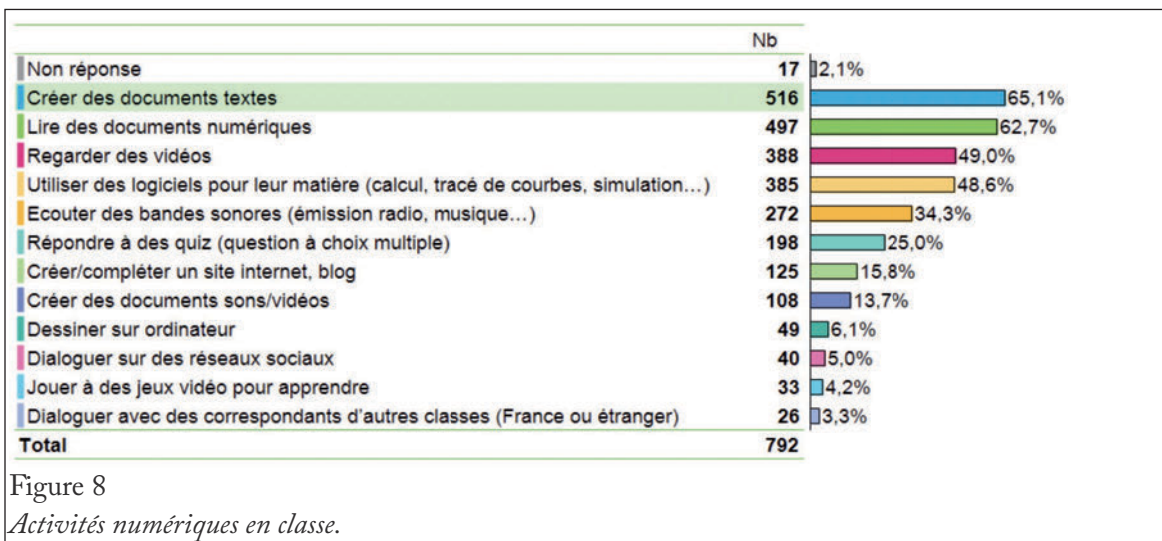 Nb
Non réponse 17 2,1%
Créer des documents textes 516 65,1%
Lire des documents numériques 497 62,7%
Regarder des vidéos 388 49,0%
Utiliser des logiciels pour leur matière (calcul, tracé de courbes, simulation…) 385 48,6%
Ecouter des bandes sonores (émission radio, musique…) 272 34,3%
Répondre à des quiz (question à choix multiple) 198 25,0%
Créer/compléter un site internet, blog 125 15,8%
Créer des documents sons/vidéos 108 13,7%
Dessiner sur ordinateur 49 6,1%
Dialoguer sur des réseaux sociaux 40 5,0%
Jouer à des jeux vidéo pour apprendre 33 4,2%
Dialoguer avec des correspondants d'autres classes (France ou étranger) 26 3,3%
Total 792
Figure 8
Activités numériques en classe.